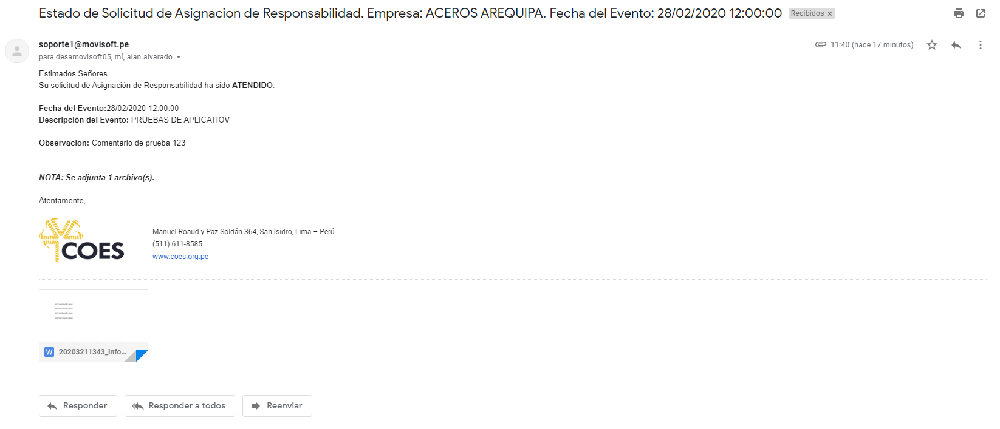 Estado de Solicitud de Asignacion de Responsabilidad. Empresa: ACEROS AREQUIPA. Fecha del Evento: 28/02/2020 12:00:00 Recibidos ×
soporte1@movisoft.pe 11:40 (hace 17 minutos)
para desamovisoft05, mí, alan.alvarado
Estimados Señores.
Su solicitud de Asignación de Responsabilidad ha sido ATENDIDO.
Fecha del Evento:28/02/2020 12:00:00
Descripción del Evento: PRUEBAS DE APLICATIOV
Observacion: Comentario de prueba 123
NOTA: Se adjunta 1 archivo(s).
Atentamente,
COES
Manuel Roaud y Paz Soldán 364, San Isidro, Lima – Perú
(511) 611-8585
www.coes.org.pe
W 20203211343_Info...
Responder Responder a todos Reenviar